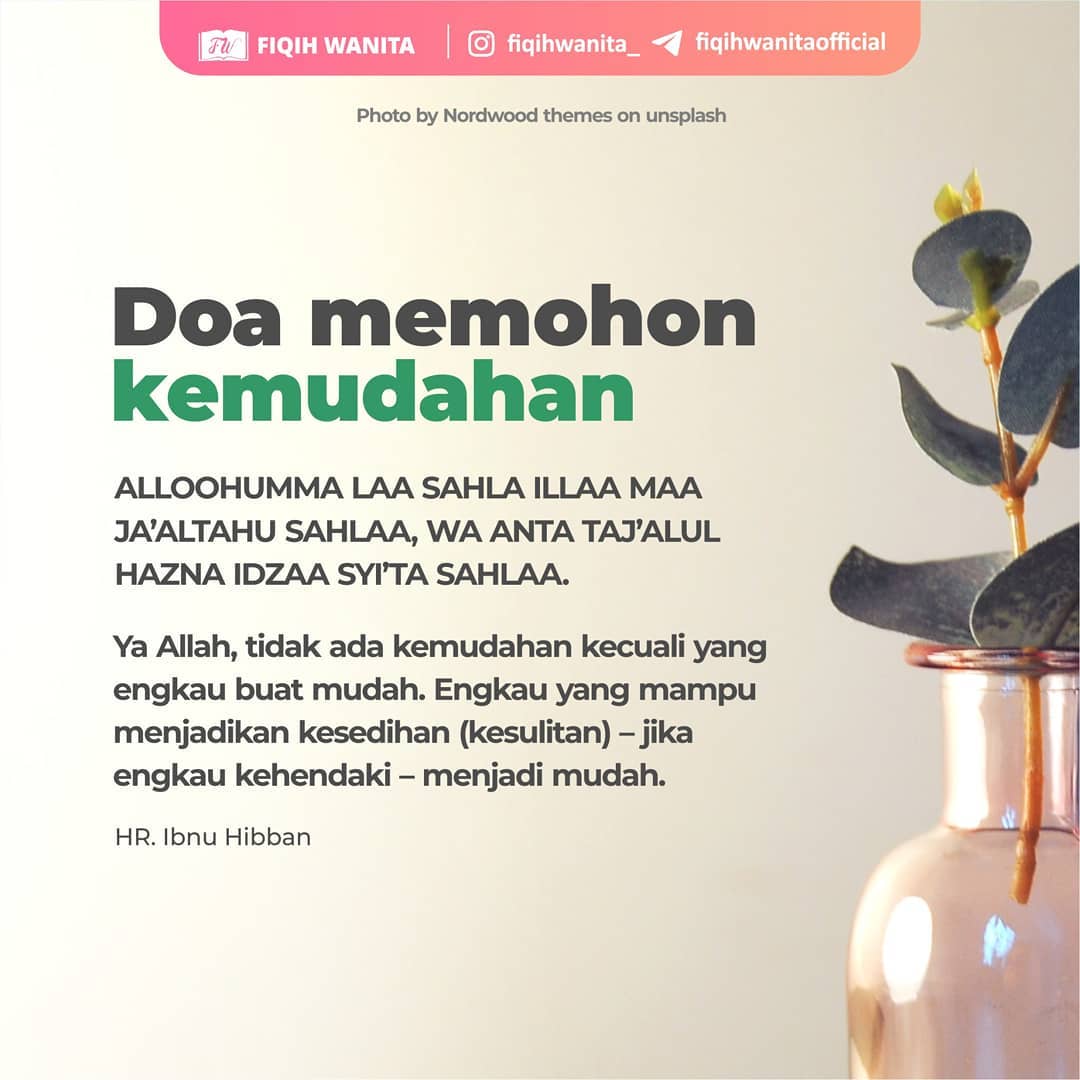 FW FIQIH WANITA | fiqihwanita_ fiqihwanitaofficial
Photo by Nordwood themes on unsplash
Doa memohon
kemudahan
ALLOOHUMMA LAA SAHLA ILLAA MAA
JA’ALTAHU SAHLAA, WA ANTA TAJ’ALUL
HAZNA IDZAA SYI’TA SAHLAA.
Ya Allah, tidak ada kemudahan kecuali yang
engkau buat mudah. Engkau yang mampu
menjadikan kesedihan (kesulitan) – jika
engkau kehendaki – menjadi mudah.
HR. Ibnu Hibban